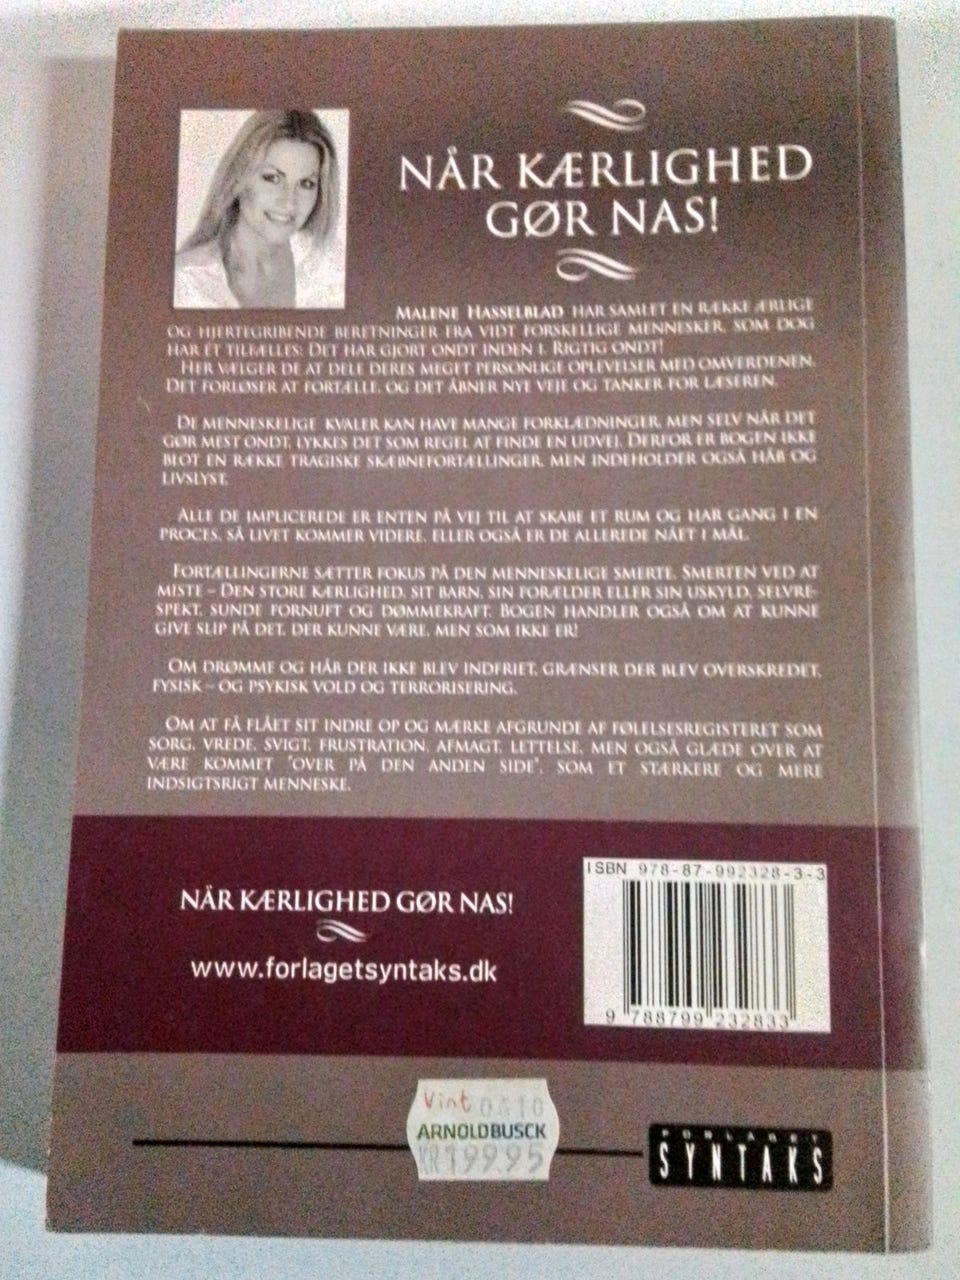 NÅR KÆRLIGHED
GØR NAS!
MALENE HASSELBLAD HAR SAMLET EN RÆKKE ÆRLIGE
OG HJERTEGRIBENDE BERETNINGER FRA VIDT FORSKELLIGE MENNESKER, SOM DOG
HAR ÉT TILFÆLLES: DET HAR GJORT ONDT INDEN I. RIGTIG ONDT!
HER VÆLGER DE AT DELE DERES MEGET PERSONLIGE OPLEVELSER MED OMVERDENEN.
DET FORLØSER AT FORTÆLLE, OG DET ÅBNER NYE VEJE OG TANKER FOR LÆSEREN.
DE MENNESKELIGE KVALER KAN HAVE MANGE FORKLÆDNINGER, MEN SELV NÅR DET
GØR MEST ONDT, LYKKES DET SOM REGEL AT FINDE EN UDVEJ. DERFOR ER BOGEN IKKE
BLOT EN RÆKKE TRAGISKE SKÆBNEFORTÆLLINGER, MEN INDEHOLDER OGSÅ HÅB OG
LIVSLYST.
ALLE DE IMPLICEREDE ER ENTEN PÅ VEJ TIL AT SKABE ET RUM OG HAR GANG I EN
PROCES, SÅ LIVET KOMMER VIDERE, ELLER OGSÅ ER DE ALLEREDE NÅET I MÅL.
FORTÆLLINGERNE SÆTTER FOKUS PÅ DEN MENNESKELIGE SMERTE. SMERTEN VED AT
MISTE – DEN STORE KÆRLIGHED, SIT BARN, SIN FORÆLDER ELLER SIN USKYLD, SELVRE-
SPEKT, SUNDE FORNUFT OG DØMMEKRAFT. BOGEN HANDLER OGSÅ OM AT KUNNE
GIVE SLIP PÅ DET, DER KUNNE VÆRE, MEN SOM IKKE ER!
OM DRØMME OG HÅB DER IKKE BLEV INDFRIET, GRÆNSER DER BLEV OVERSKREDET,
FYSISK – OG PSYKISK VOLD OG TERRORISERING.
OM AT FÅ FLÅET SIT INDRE OP OG MÆRKE AFGRUNDE AF FØLELSESREGISTERET SOM
SORG, VREDE, SVIGT, FRUSTRATION, AFMAGT, LETTELSE, MEN OGSÅ GLÆDE OVER AT
VÆRE KOMMET "OVER PÅ DEN ANDEN SIDE", SOM ET STÆRKERE OG MERE
INDSIGTSRIGT MENNESKE.
ISBN 978-87-992328-3-3
9 788799 232833
NÅR KÆRLIGHED GØR NAS!
www.forlagetsyntaks.dk
Vint 0410
ARNOLD BUSCK
KR199.95
FORLAGET
SYNTAKS